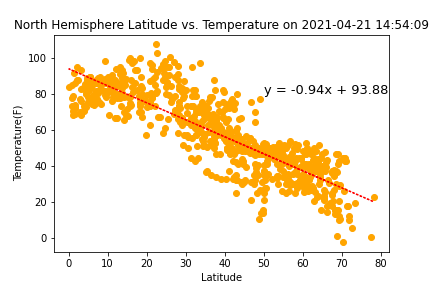 North Hemisphere Latitude vs. Temperature on 2021-04-21 14:54:09
100
80
60
40
20
0
Temperature(F)
y = -0.94x + 93.88
0 10 20 30 40 50 60 70 80
Latitude